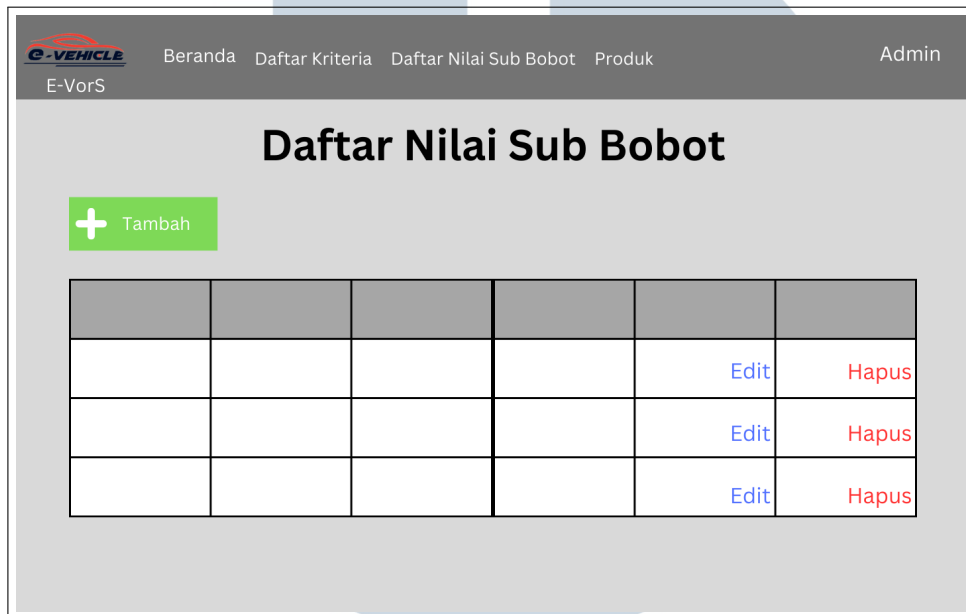 e-VEHICLE
E-VorS
Beranda Daftar Kriteria Daftar Nilai Sub Bobot Produk
Admin
Daftar Nilai Sub Bobot
Tambah
Edit Hapus
Edit Hapus
Edit Hapus